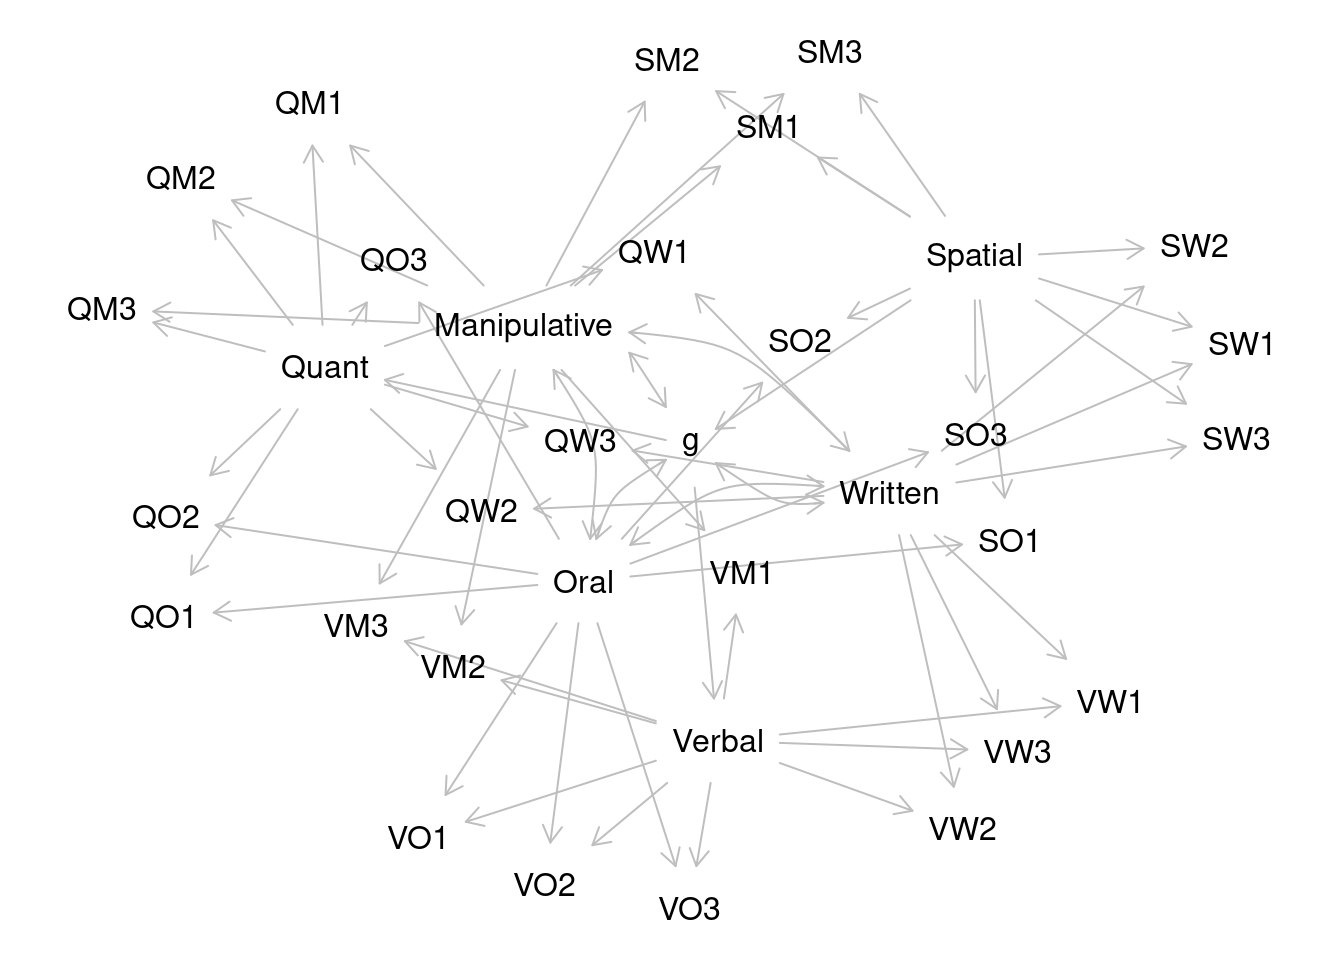 SM3
SM2
QM1
SM1
QM2
SW2
QW1
Spatial
QO3
QM3
Manipulative
SO2
SW1
Quant
SO3
SW3
QW3
g
Written
QW2
QO2
SO1
VM1
Oral
QO1
VM3
VM2
VW1
Verbal
VW3
VW2
VO1
VO2
VO3